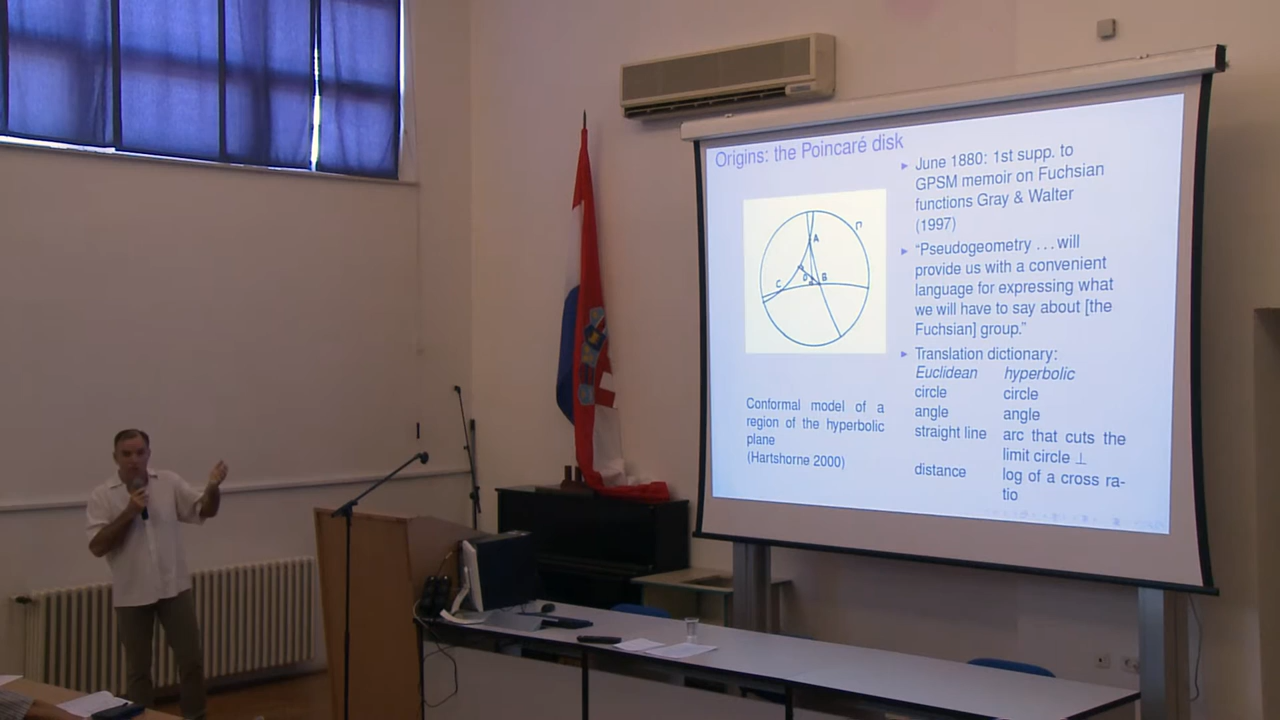 Origins: the Poincaré disk
A
C
B
Conformal model of a
region of the hyperbolic
plane
(Hartshorne 2000)
June 1880: 1st supp. to
GPSM memoir on Fuchsian
functions Gray & Walter
(1997)
“Pseudogeometry . . . will
provide us with a convenient
language for expressing what
we will have to say about [the
Fuchsian] group.”
Translation dictionary:
Euclidean hyperbolic
circle circle
angle angle
straight line arc that cuts the
limit circle ⊥
distance log of a cross ra-
tio